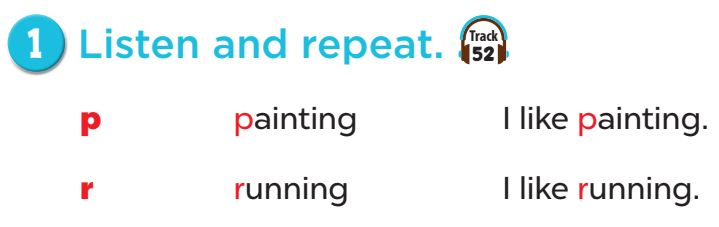 1 Listen and repeat. Track 52
p painting I like painting.
r running I like running.